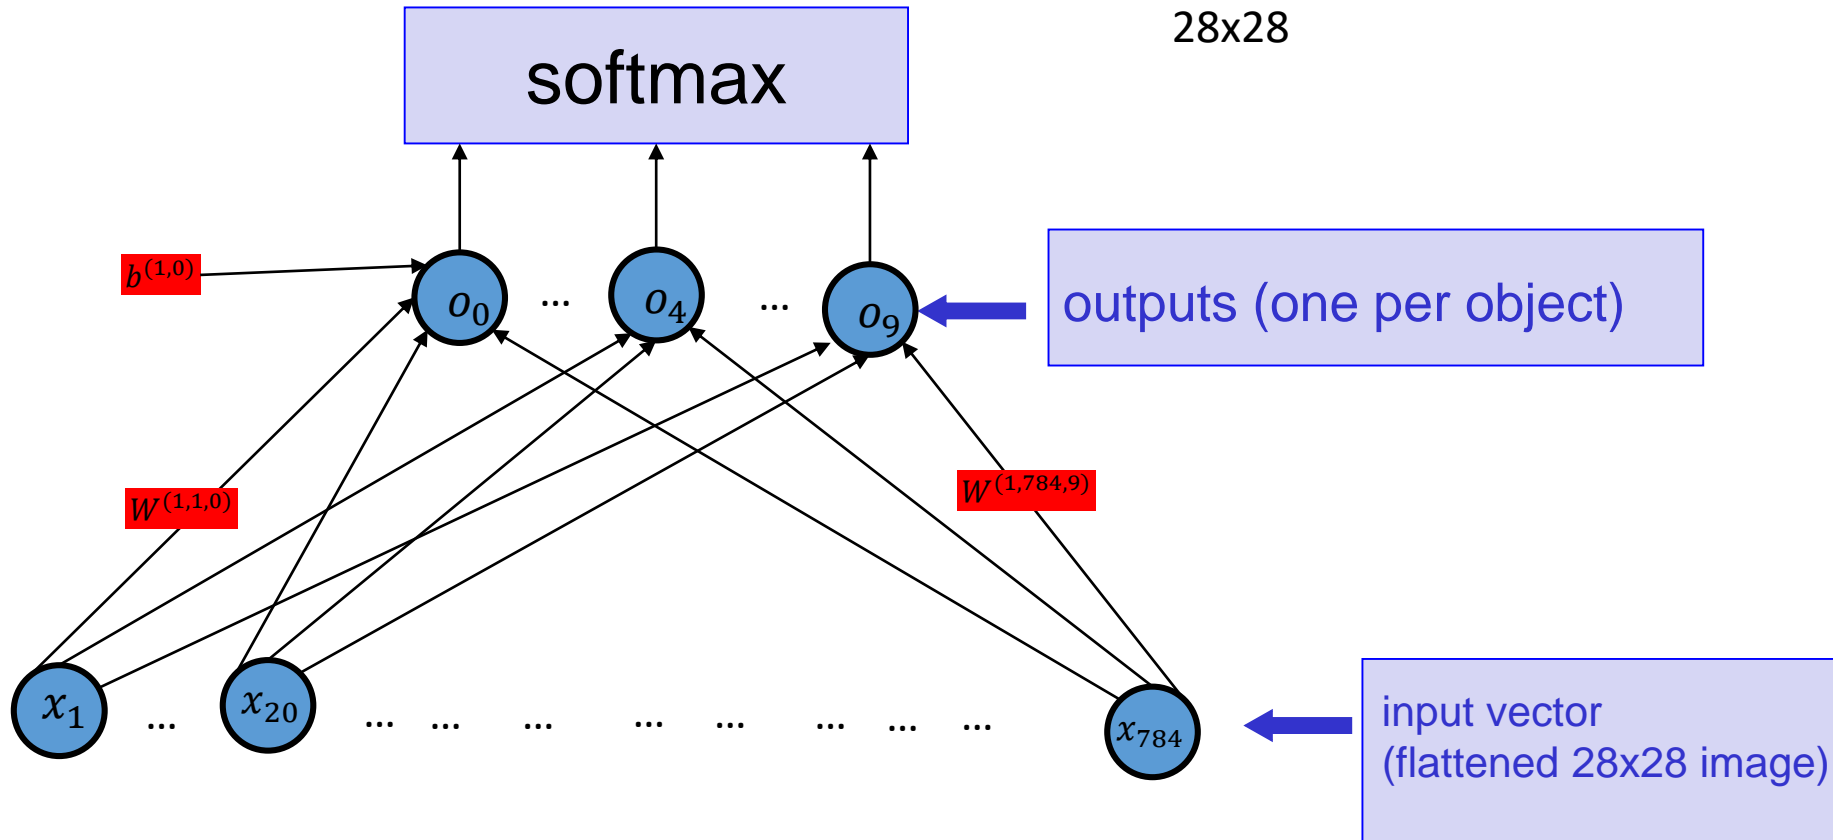 28x28
softmax
b^(1,0)
o_0 ... o_4 ... o_9
outputs (one per object)
W^(1,1,0)
W^(1,784,9)
x_1 ... x_20 ... ... ... ... ... ... ... ... x_784
input vector
(flattened 28x28 image)